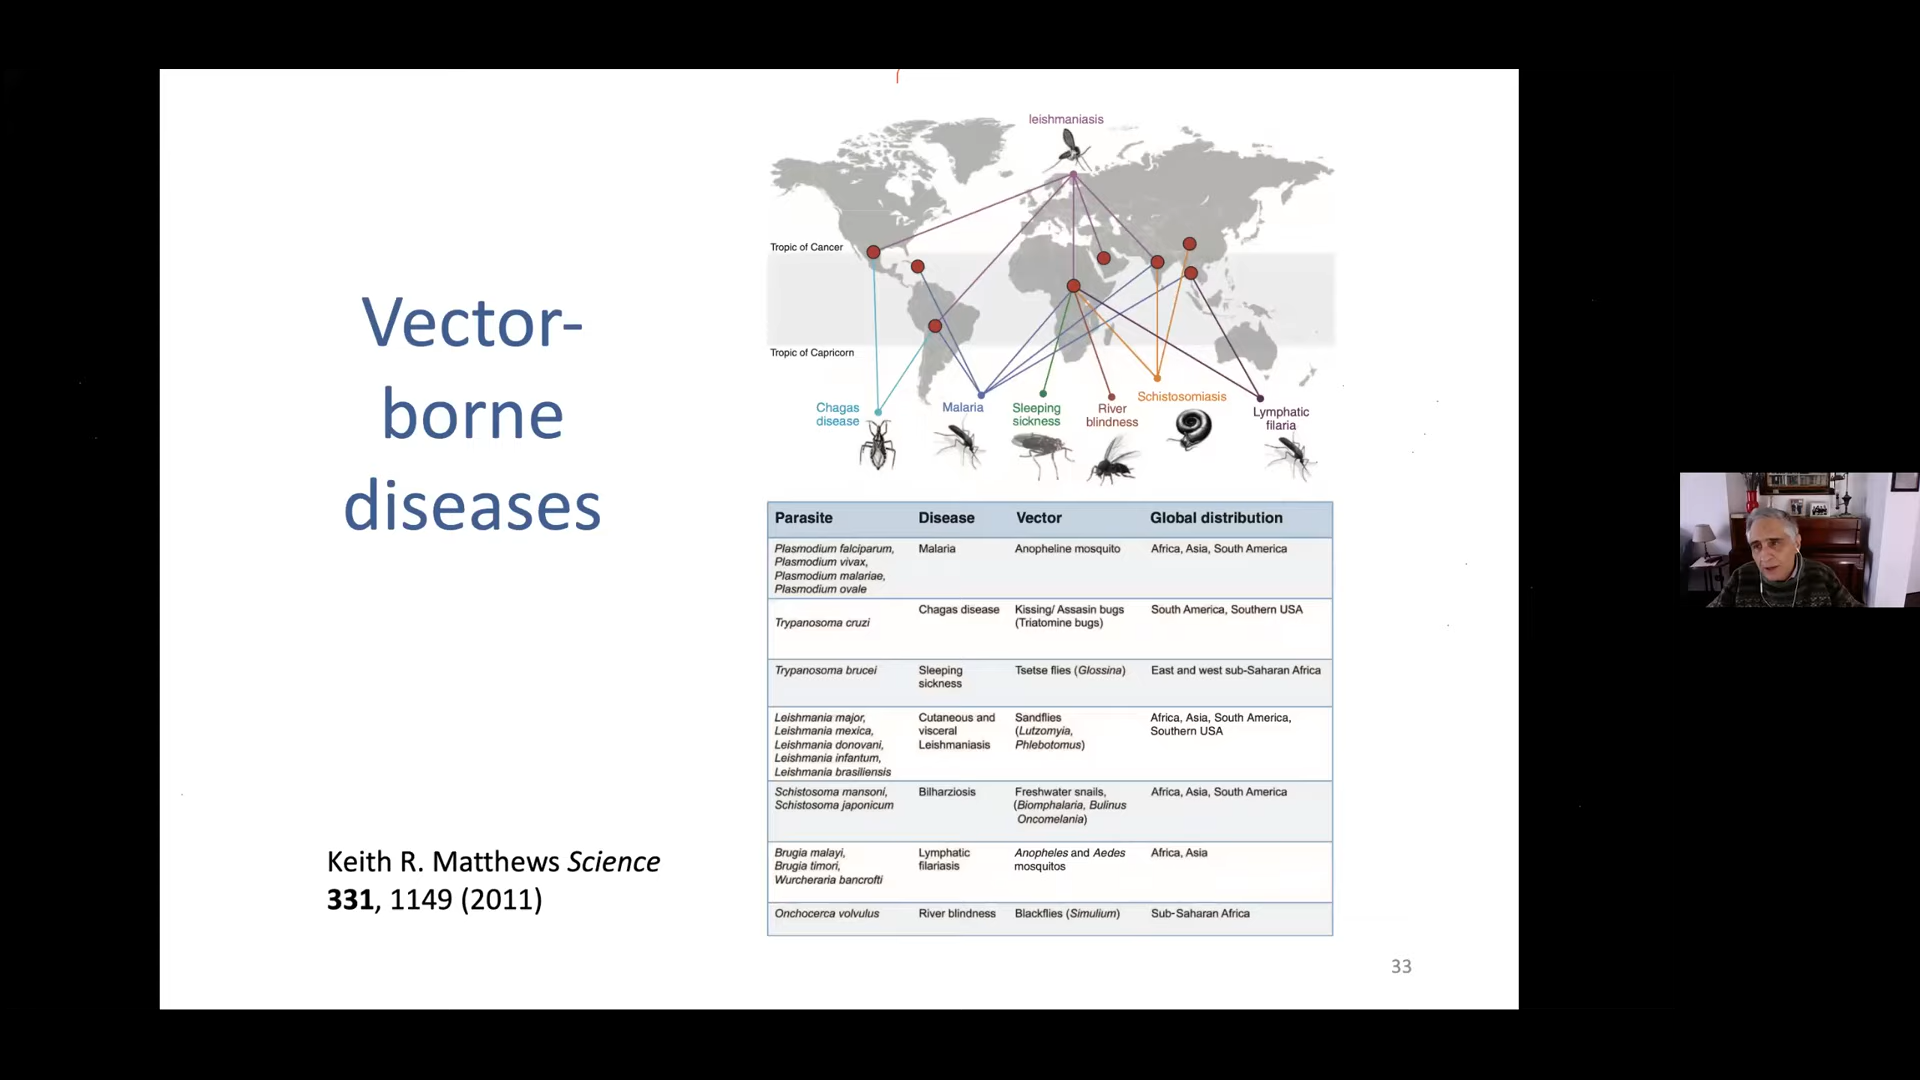 Vector-
borne
diseases
Keith R. Matthews Science
331, 1149 (2011)
leishmaniasis
Tropic of Cancer
Tropic of Capricorn
Chagas
disease
Malaria
Sleeping
sickness
River
blindness
Schistosomiasis
Lymphatic
filaria
Parasite Disease Vector Global distribution
Plasmodium falciparum, Malaria Anopheline mosquito Africa, Asia, South America
Plasmodium vivax,
Plasmodium malariae,
Plasmodium ovale
Chagas disease Kissing/ Assasin bugs South America, Southern USA
Trypanosoma cruzi (Triatomine bugs)
Trypanosoma brucei Sleeping Tsetse flies (Glossina) East and west sub-Saharan Africa
sickness
Leishmania major, Cutaneous and Sandflies Africa, Asia, South America,
Leishmania mexica, visceral (Lutzomyia, Southern USA
Leishmania donovani, Leishmaniasis Phlebotomus)
Leishmania infantum,
Leishmania brasiliensis
Schistosoma mansoni, Bilharziosis Freshwater snails, Africa, Asia, South America
Schistosoma japonicum (Biomphalaria, Bulinus
Oncomelania)
Brugia malayi, Lymphatic Anopheles and Aedes Africa, Asia
Brugia timori, filariasis mosquitos
Wurcheraria bancrofti
Onchocerca volvulus River blindness Blackflies (Simulium) Sub-Saharan Africa
33